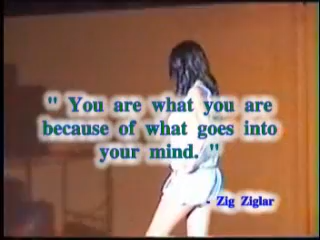 " You are what you are
because of what goes into
your mind. "
- Zig Ziglar